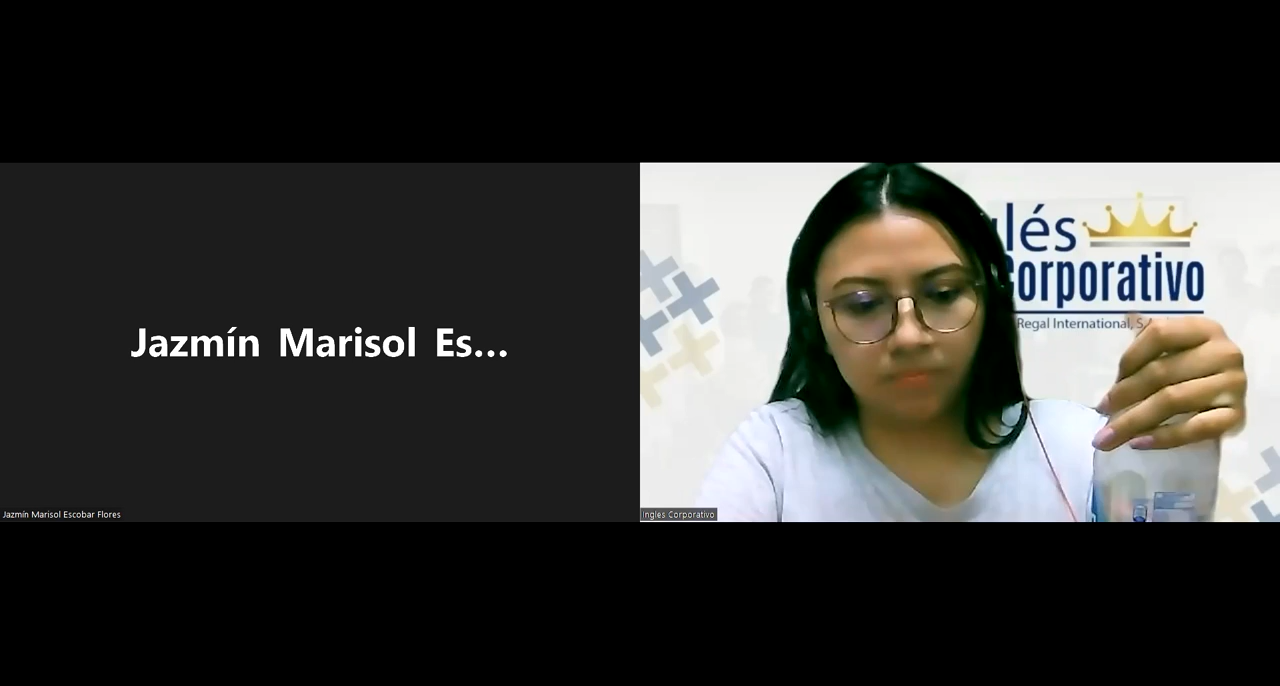 Jazmín Marisol Es...
Jazmín Marisol Escobar Flores
lés
Corporativo
Regal International, S.
Ingles Corporativo